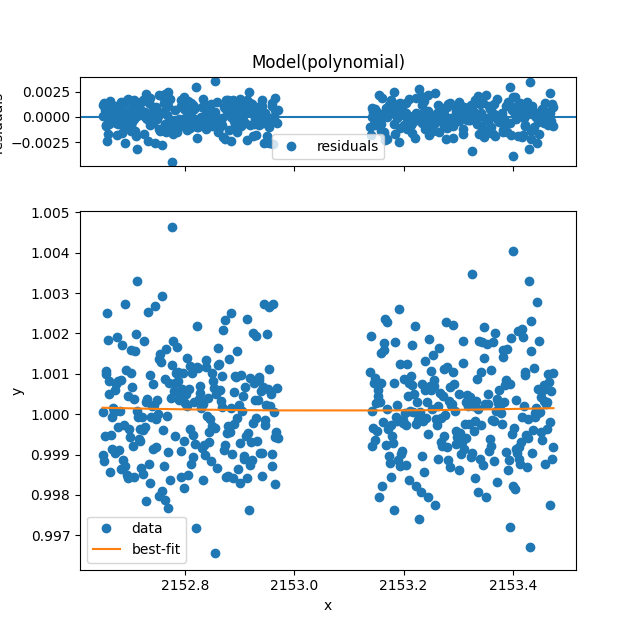 Model(polynomial)
residuals
0.0025
0.0000
−0.0025
residuals
1.005
1.004
1.003
1.002
1.001
1.000
0.999
0.998
0.997
y
data
best-fit
2152.8
2153.0
2153.2
2153.4
x